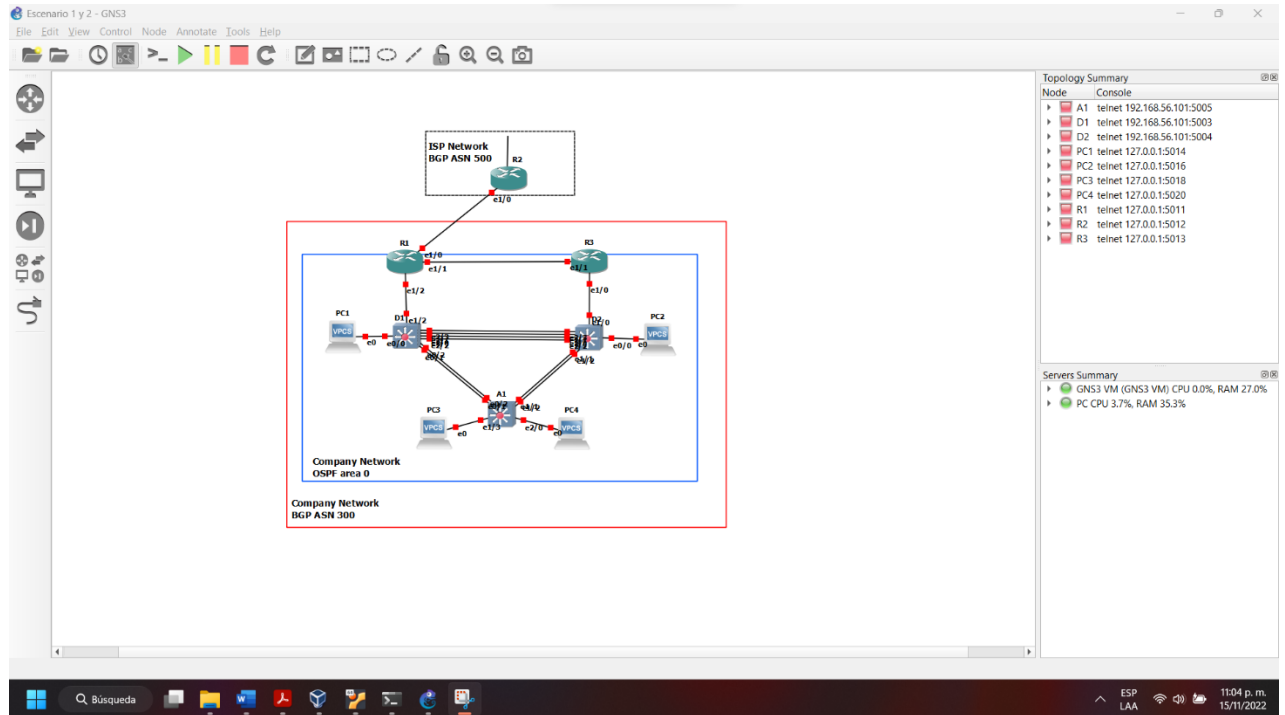 Escenario 1 y 2 - GNS3
File Edit View Control Node Annotate Tools Help
Topology Summary
Node Console
A1 telnet 192.168.56.101:5005
D1 telnet 192.168.56.101:5003
D2 telnet 192.168.56.101:5004
PC1 telnet 127.0.0.1:5014
PC2 telnet 127.0.0.1:5016
PC3 telnet 127.0.0.1:5018
PC4 telnet 127.0.0.1:5020
R1 telnet 127.0.0.1:5011
R2 telnet 127.0.0.1:5012
R3 telnet 127.0.0.1:5013
Servers Summary
GNS3 VM (GNS3 VM) CPU 0.0%, RAM 27.0%
PC CPU 3.7%, RAM 35.3%
ISP Network
BGP ASN 500
R2
e1/0
R1
R3
e1/0
e1/1
e1/1
e1/2
e1/0
PC1
D1
e1/2
D2
e1/0
PC2
VPCS
VPCS
e0
e0/0
e0/0
e0
A1
PC3
PC4
VPCS
VPCS
e0
e1/3
e2/0
e0
Company Network
OSPF area 0
Company Network
BGP ASN 300
Búsqueda
ESP
LAA
11:04 p. m.
15/11/2022